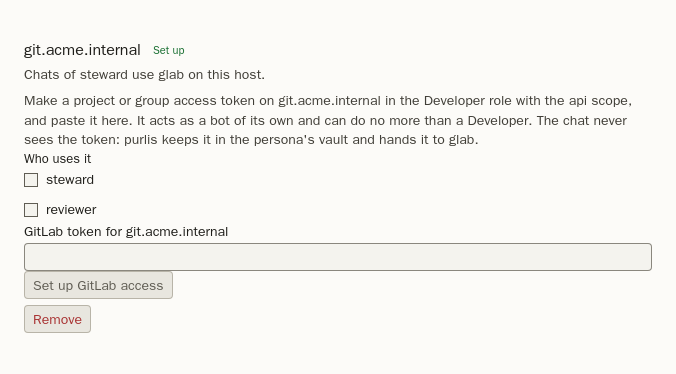 git.acme.internal Set up
Chats of steward use glab on this host.
Make a project or group access token on git.acme.internal in the Developer role with the api scope,
and paste it here. It acts as a bot of its own and can do no more than a Developer. The chat never
sees the token: purlis keeps it in the persona's vault and hands it to glab.
Who uses it
steward
reviewer
GitLab token for git.acme.internal
Set up GitLab access
Remove